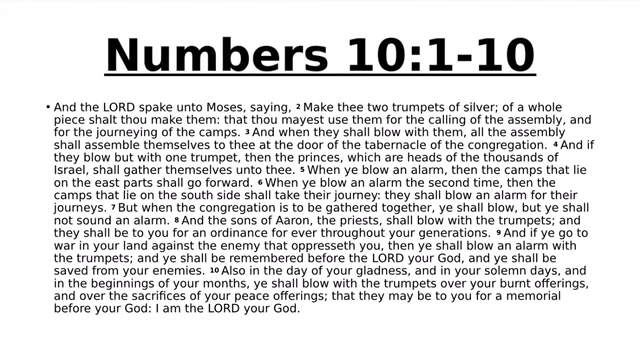 Numbers 10:1-10
• And the LORD spake unto Moses, saying, 2 Make thee two trumpets of silver; of a whole
piece shalt thou make them: that thou mayest use them for the calling of the assembly, and
for the journeying of the camps. 3 And when they shall blow with them, all the assembly
shall assemble themselves to thee at the door of the tabernacle of the congregation. 4 And if
they blow but with one trumpet, then the princes, which are heads of the thousands of
Israel, shall gather themselves unto thee. 5 When ye blow an alarm, then the camps that lie
on the east parts shall go forward. 6 When ye blow an alarm the second time, then the
camps that lie on the south side shall take their journey: they shall blow an alarm for their
journeys. 7 But when the congregation is to be gathered together, ye shall blow, but ye shall
not sound an alarm. 8 And the sons of Aaron, the priests, shall blow with the trumpets; and
they shall be to you for an ordinance for ever throughout your generations. 9 And if ye go to
war in your land against the enemy that oppresseth you, then ye shall blow an alarm with
the trumpets; and ye shall be remembered before the LORD your God, and ye shall be
saved from your enemies. 10 Also in the day of your gladness, and in your solemn days, and
in the beginnings of your months, ye shall blow with the trumpets over your burnt offerings,
and over the sacrifices of your peace offerings; that they may be to you for a memorial
before your God: I am the LORD your God.